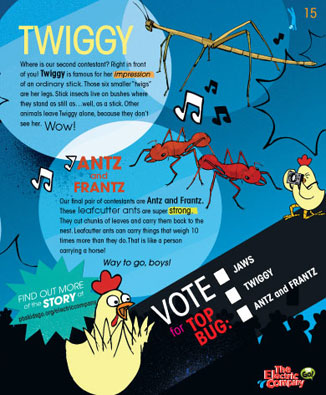 15
TWIGGY
Where is our second contestant? Right in front
of you! Twiggy is famous for her impression
of an ordinary stick. Those six smaller "twigs"
are her legs. Stick insects live on bushes where
they stand as still as...well, as a stick. Other
animals leave Twiggy alone, because they don't
see her. Wow!
ANTZ
and
FRANTZ
Our final pair of contestants are Antz and Frantz.
These leafcutter ants are super strong.
They cut chunks of leaves and carry them back to the
nest. Leafcutter ants can carry things that weigh 10
times more than they do. That is like a person
carrying a horse!
Way to go, boys!
FIND OUT MORE
of the STORY at
pbskidsgo.org/electriccompany
VOTE
for TOP
BUG:
JAWS
TWIGGY
ANTZ and FRANTZ
The
Electric
Company